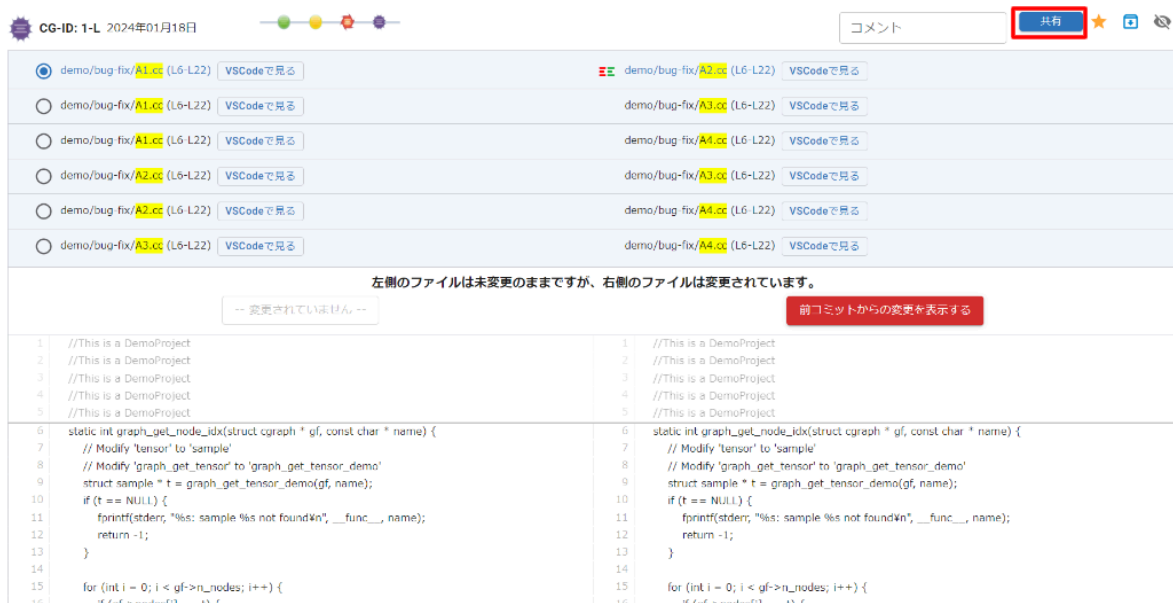 CG-ID: 1-L 2024年01月18日 コメント 共有
demo/bug-fix/A1.cc (L6-L22) VSCodeで見る demo/bug-fix/A2.cc (L6-L22) VSCodeで見る
demo/bug-fix/A1.cc (L6-L22) VSCodeで見る demo/bug-fix/A3.cc (L6-L22) VSCodeで見る
demo/bug-fix/A1.cc (L6-L22) VSCodeで見る demo/bug-fix/A4.cc (L6-L22) VSCodeで見る
demo/bug-fix/A2.cc (L6-L22) VSCodeで見る demo/bug-fix/A3.cc (L6-L22) VSCodeで見る
demo/bug-fix/A2.cc (L6-L22) VSCodeで見る demo/bug-fix/A4.cc (L6-L22) VSCodeで見る
demo/bug-fix/A3.cc (L6-L22) VSCodeで見る demo/bug-fix/A4.cc (L6-L22) VSCodeで見る
左側のファイルは未変更のままですが、右側のファイルは変更されています。
-- 変更されていません -- 前コミットからの変更を表示する
1 //This is a DemoProject 1 //This is a DemoProject
2 //This is a DemoProject 2 //This is a DemoProject
3 //This is a DemoProject 3 //This is a DemoProject
4 //This is a DemoProject 4 //This is a DemoProject
5 //This is a DemoProject 5 //This is a DemoProject
6 static int graph_get_node_idx(struct cgraph * gf, const char * name) { 6 static int graph_get_node_idx(struct cgraph * gf, const char * name) {
7 // Modify 'tensor' to 'sample' 7 // Modify 'tensor' to 'sample'
8 // Modify 'graph_get_tensor' to 'graph_get_tensor_demo' 8 // Modify 'graph_get_tensor' to 'graph_get_tensor_demo'
9 struct sample * t = graph_get_tensor_demo(gf, name); 9 struct sample * t = graph_get_tensor_demo(gf, name);
10 if (t == NULL) { 10 if (t == NULL) {
11 fprintf(stderr, "%s: sample %s not found¥n", __func__, name); 11 fprintf(stderr, "%s: sample %s not found¥n", __func__, name);
12 return -1; 12 return -1;
13 } 13 }
14 14
15 for (int i = 0; i < gf->n_nodes; i++) { 15 for (int i = 0; i < gf->n_nodes; i++) {